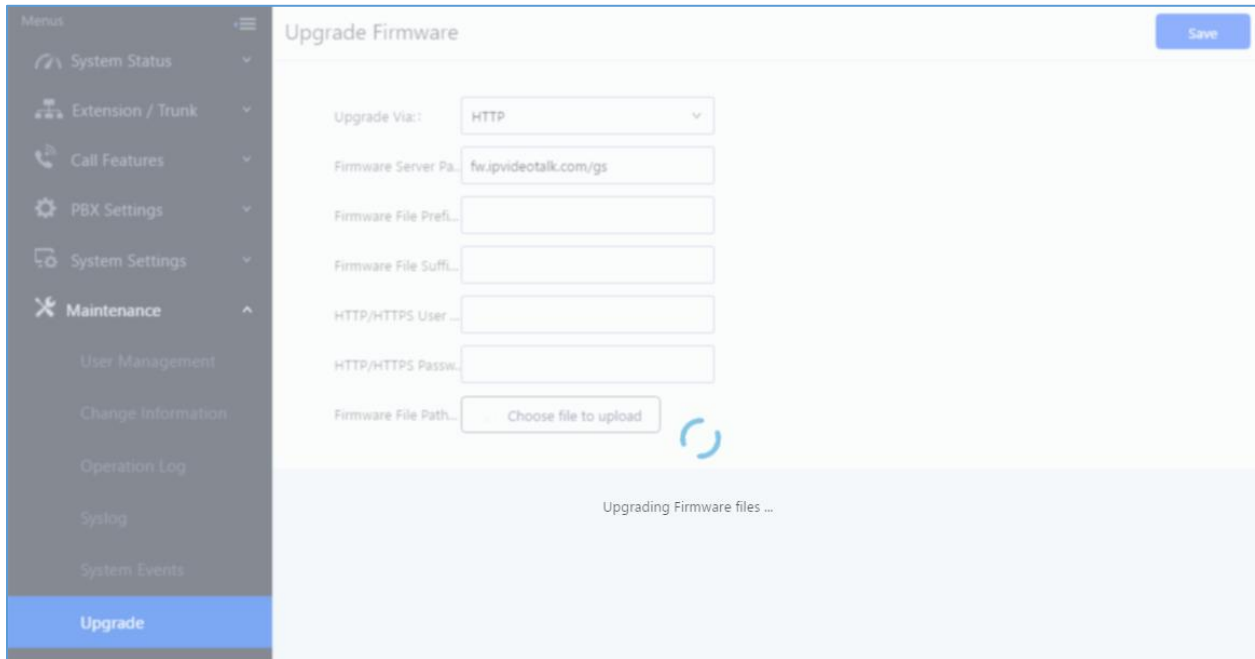 Menus
System Status
Extension / Trunk
Call Features
PBX Settings
System Settings
Maintenance
User Management
Change Information
Operation Log
Syslog
System Events
Upgrade
Upgrade Firmware
Save
Upgrade Via::
HTTP
Firmware Server Pa..
fw.ipvideotalk.com/gs
Firmware File Prefi...
Firmware File Suffi...
HTTP/HTTPS User ...
HTTP/HTTPS Passw..
Firmware File Path...
Choose file to upload
Upgrading Firmware files ...